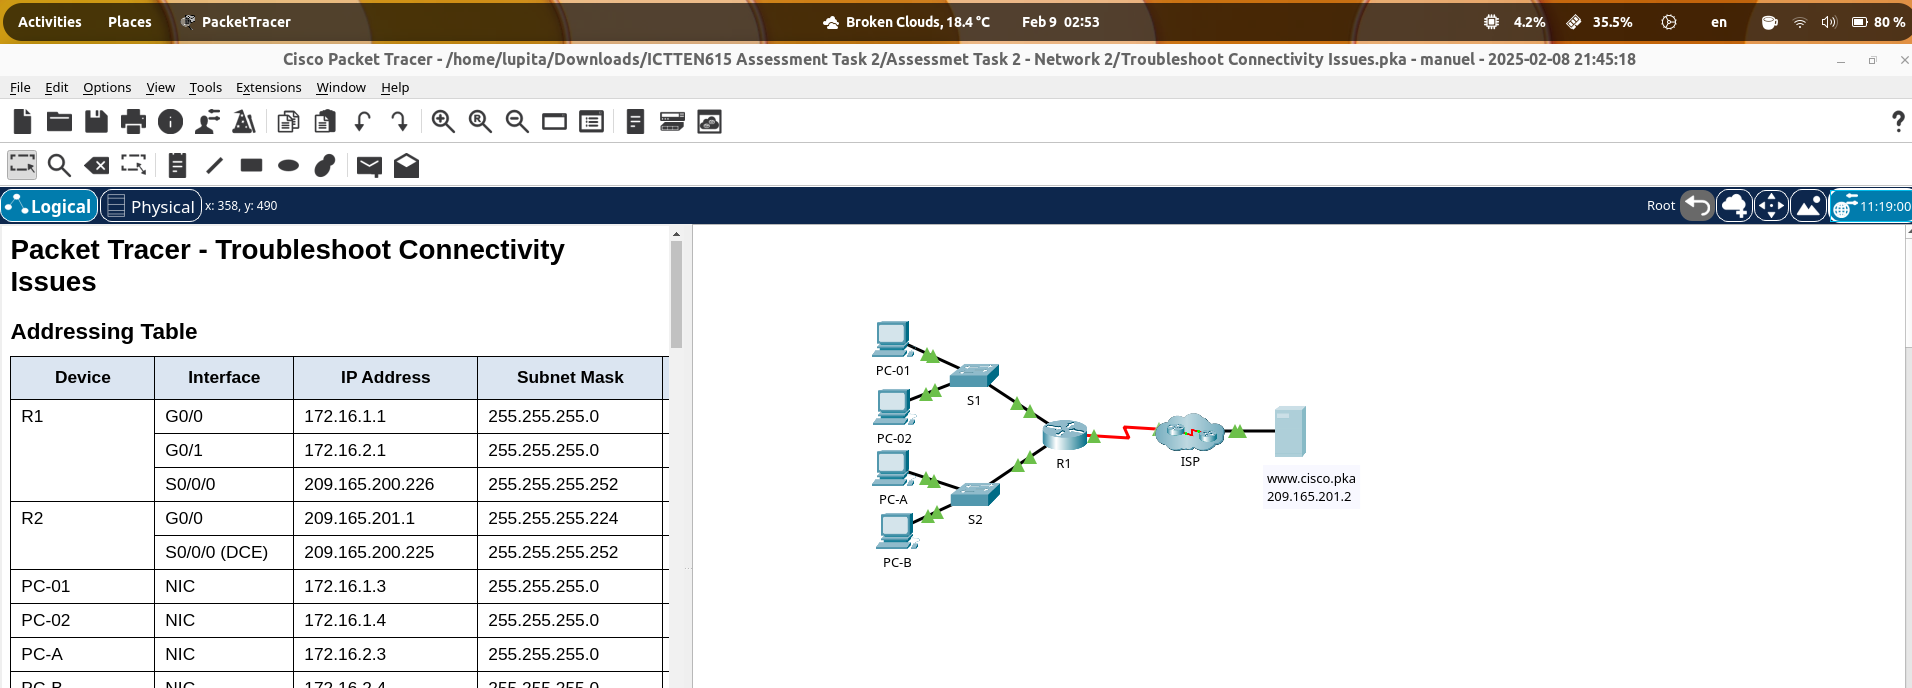 Activities Places PacketTracer Broken Clouds, 18.4 °C Feb 9 02:53 4.2% 35.5% en 80 %
Cisco Packet Tracer - /home/lupita/Downloads/ICTTEN615 Assessment Task 2/Assessmet Task 2 - Network 2/Troubleshoot Connectivity Issues.pka - manuel - 2025-02-08 21:45:18
File Edit Options View Tools Extensions Window Help
Logical Physical x: 358, y: 490 Root 11:19:00
Packet Tracer - Troubleshoot Connectivity
Issues
Addressing Table
Device Interface IP Address Subnet Mask
R1 G0/0 172.16.1.1 255.255.255.0
G0/1 172.16.2.1 255.255.255.0
S0/0/0 209.165.200.226 255.255.255.252
R2 G0/0 209.165.201.1 255.255.255.224
S0/0/0 (DCE) 209.165.200.225 255.255.255.252
PC-01 NIC 172.16.1.3 255.255.255.0
PC-02 NIC 172.16.1.4 255.255.255.0
PC-A NIC 172.16.2.3 255.255.255.0
PC-B NIC 172.16.2.4 255.255.255.0
PC-01
S1
PC-02
R1
ISP
www.cisco.pka
209.165.201.2
PC-A
S2
PC-B